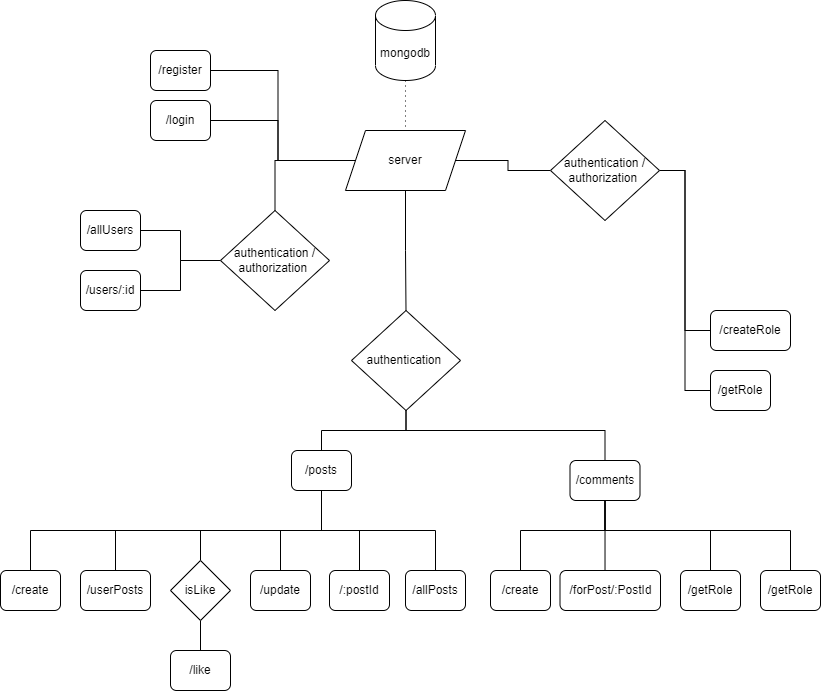 mongodb
/register
/login
server
authentication /
authorization
/allUsers
/users/:id
authentication /
authorization
/createRole
/getRole
authentication
/posts
/comments
/create
/userPosts
isLike
/update
/:postId
/allPosts
/create
/forPost/:PostId
/getRole
/getRole
/like